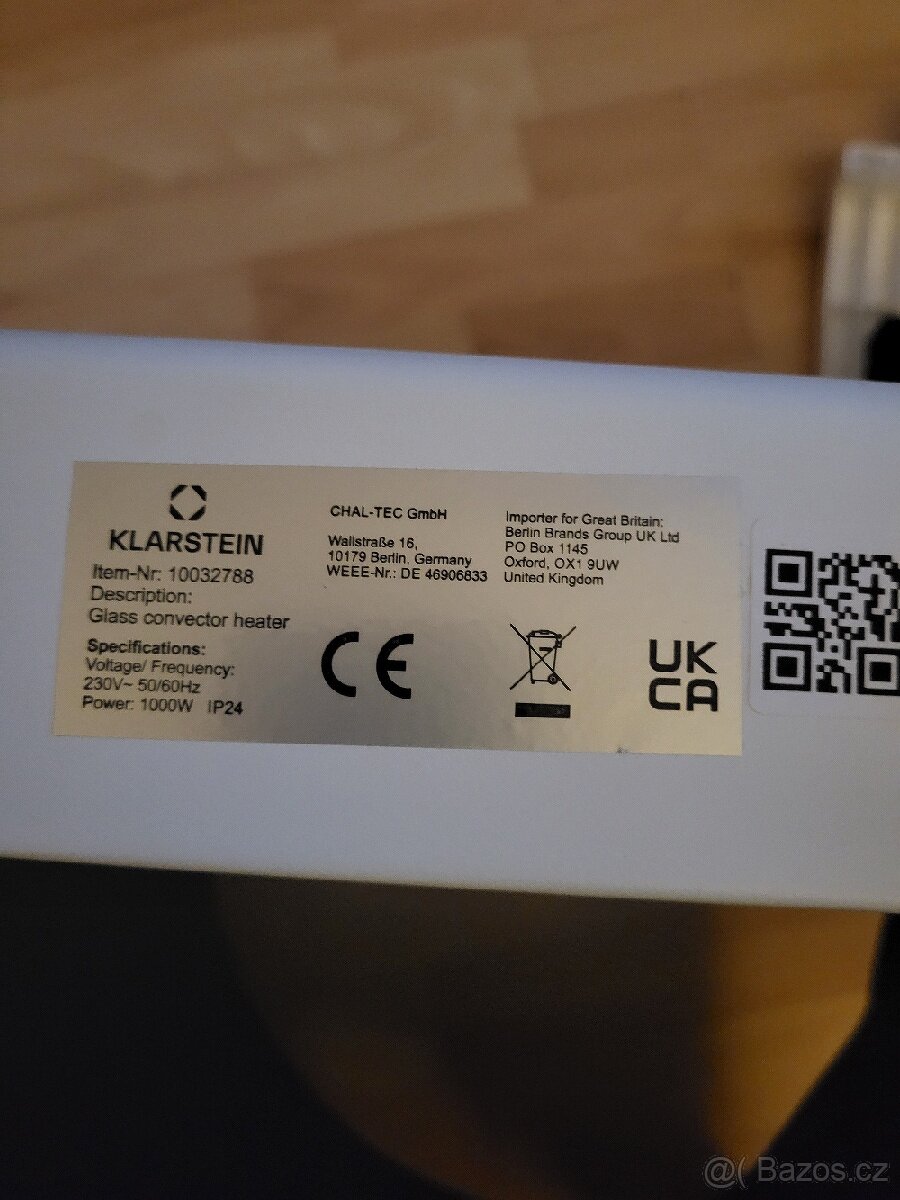 KLARSTEIN
Item-Nr: 10032788
Description:
Glass convector heater
Specifications:
Voltage/ Frequency:
230V~ 50/60Hz
Power: 1000W IP24
CHAL-TEC GmbH
Wallstraße 16,
10179 Berlin, Germany
WEEE-Nr.: DE 46906833
Importer for Great Britain:
Berlin Brands Group UK Ltd
PO Box 1145
Oxford, OX1 9UW
United Kingdom
CE
UK
CA
@( Bazos.cz